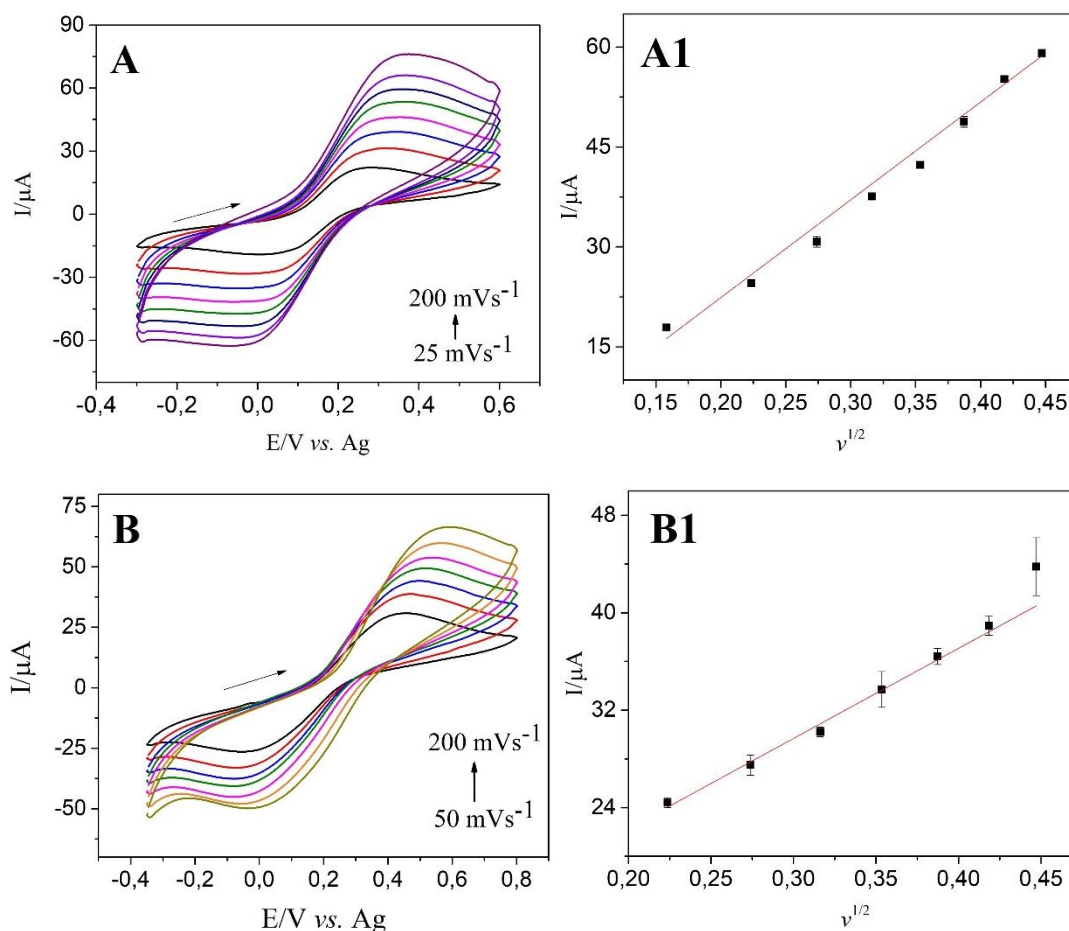 A
90
60
30
0
-30
-60
I/µA
-0,4 -0,2 0,0 0,2 0,4 0,6
E/V vs. Ag
200 mVs-1
25 mVs-1
A1
60
45
30
15
I/µA
0,15 0,20 0,25 0,30 0,35 0,40 0,45
v1/2
B
75
50
25
0
-25
-50
I/µA
-0,4 -0,2 0,0 0,2 0,4 0,6 0,8
E/V vs. Ag
200 mVs-1
50 mVs-1
B1
48
40
32
24
I/µA
0,20 0,25 0,30 0,35 0,40 0,45
v1/2